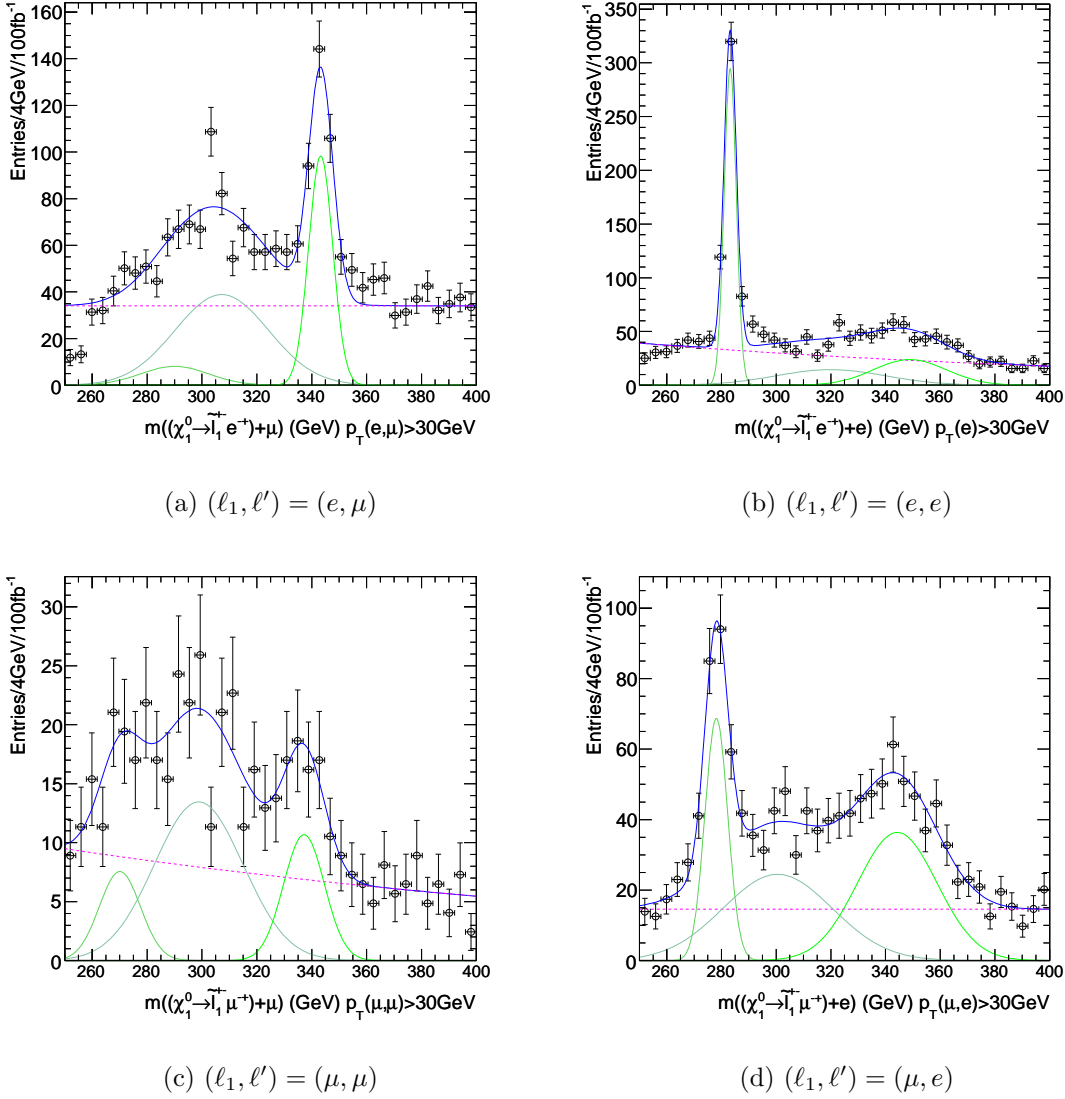 Entries/4GeV/100fb⁻¹
160
140
120
100
80
60
40
20
0
260 280 300 320 340 360 380 400
m((χ₁⁰→l̃₁⁺⁻ e⁻⁺)+μ) (GeV) p_T(e,μ)>30GeV
(a) (ℓ₁, ℓ′) = (e, μ)
Entries/4GeV/100fb⁻¹
350
300
250
200
150
100
50
0
260 280 300 320 340 360 380 400
m((χ₁⁰→l̃₁⁺⁻ e⁻⁺)+e) (GeV) p_T(e)>30GeV
(b) (ℓ₁, ℓ′) = (e, e)
Entries/4GeV/100fb⁻¹
30
25
20
15
10
5
0
260 280 300 320 340 360 380 400
m((χ₁⁰→l̃₁⁺⁻ μ⁻⁺)+μ) (GeV) p_T(μ,μ)>30GeV
(c) (ℓ₁, ℓ′) = (μ, μ)
Entries/4GeV/100fb⁻¹
100
80
60
40
20
0
260 280 300 320 340 360 380 400
m((χ₁⁰→l̃₁⁺⁻ μ⁻⁺)+e) (GeV) p_T(μ,e)>30GeV
(d) (ℓ₁, ℓ′) = (μ, e)